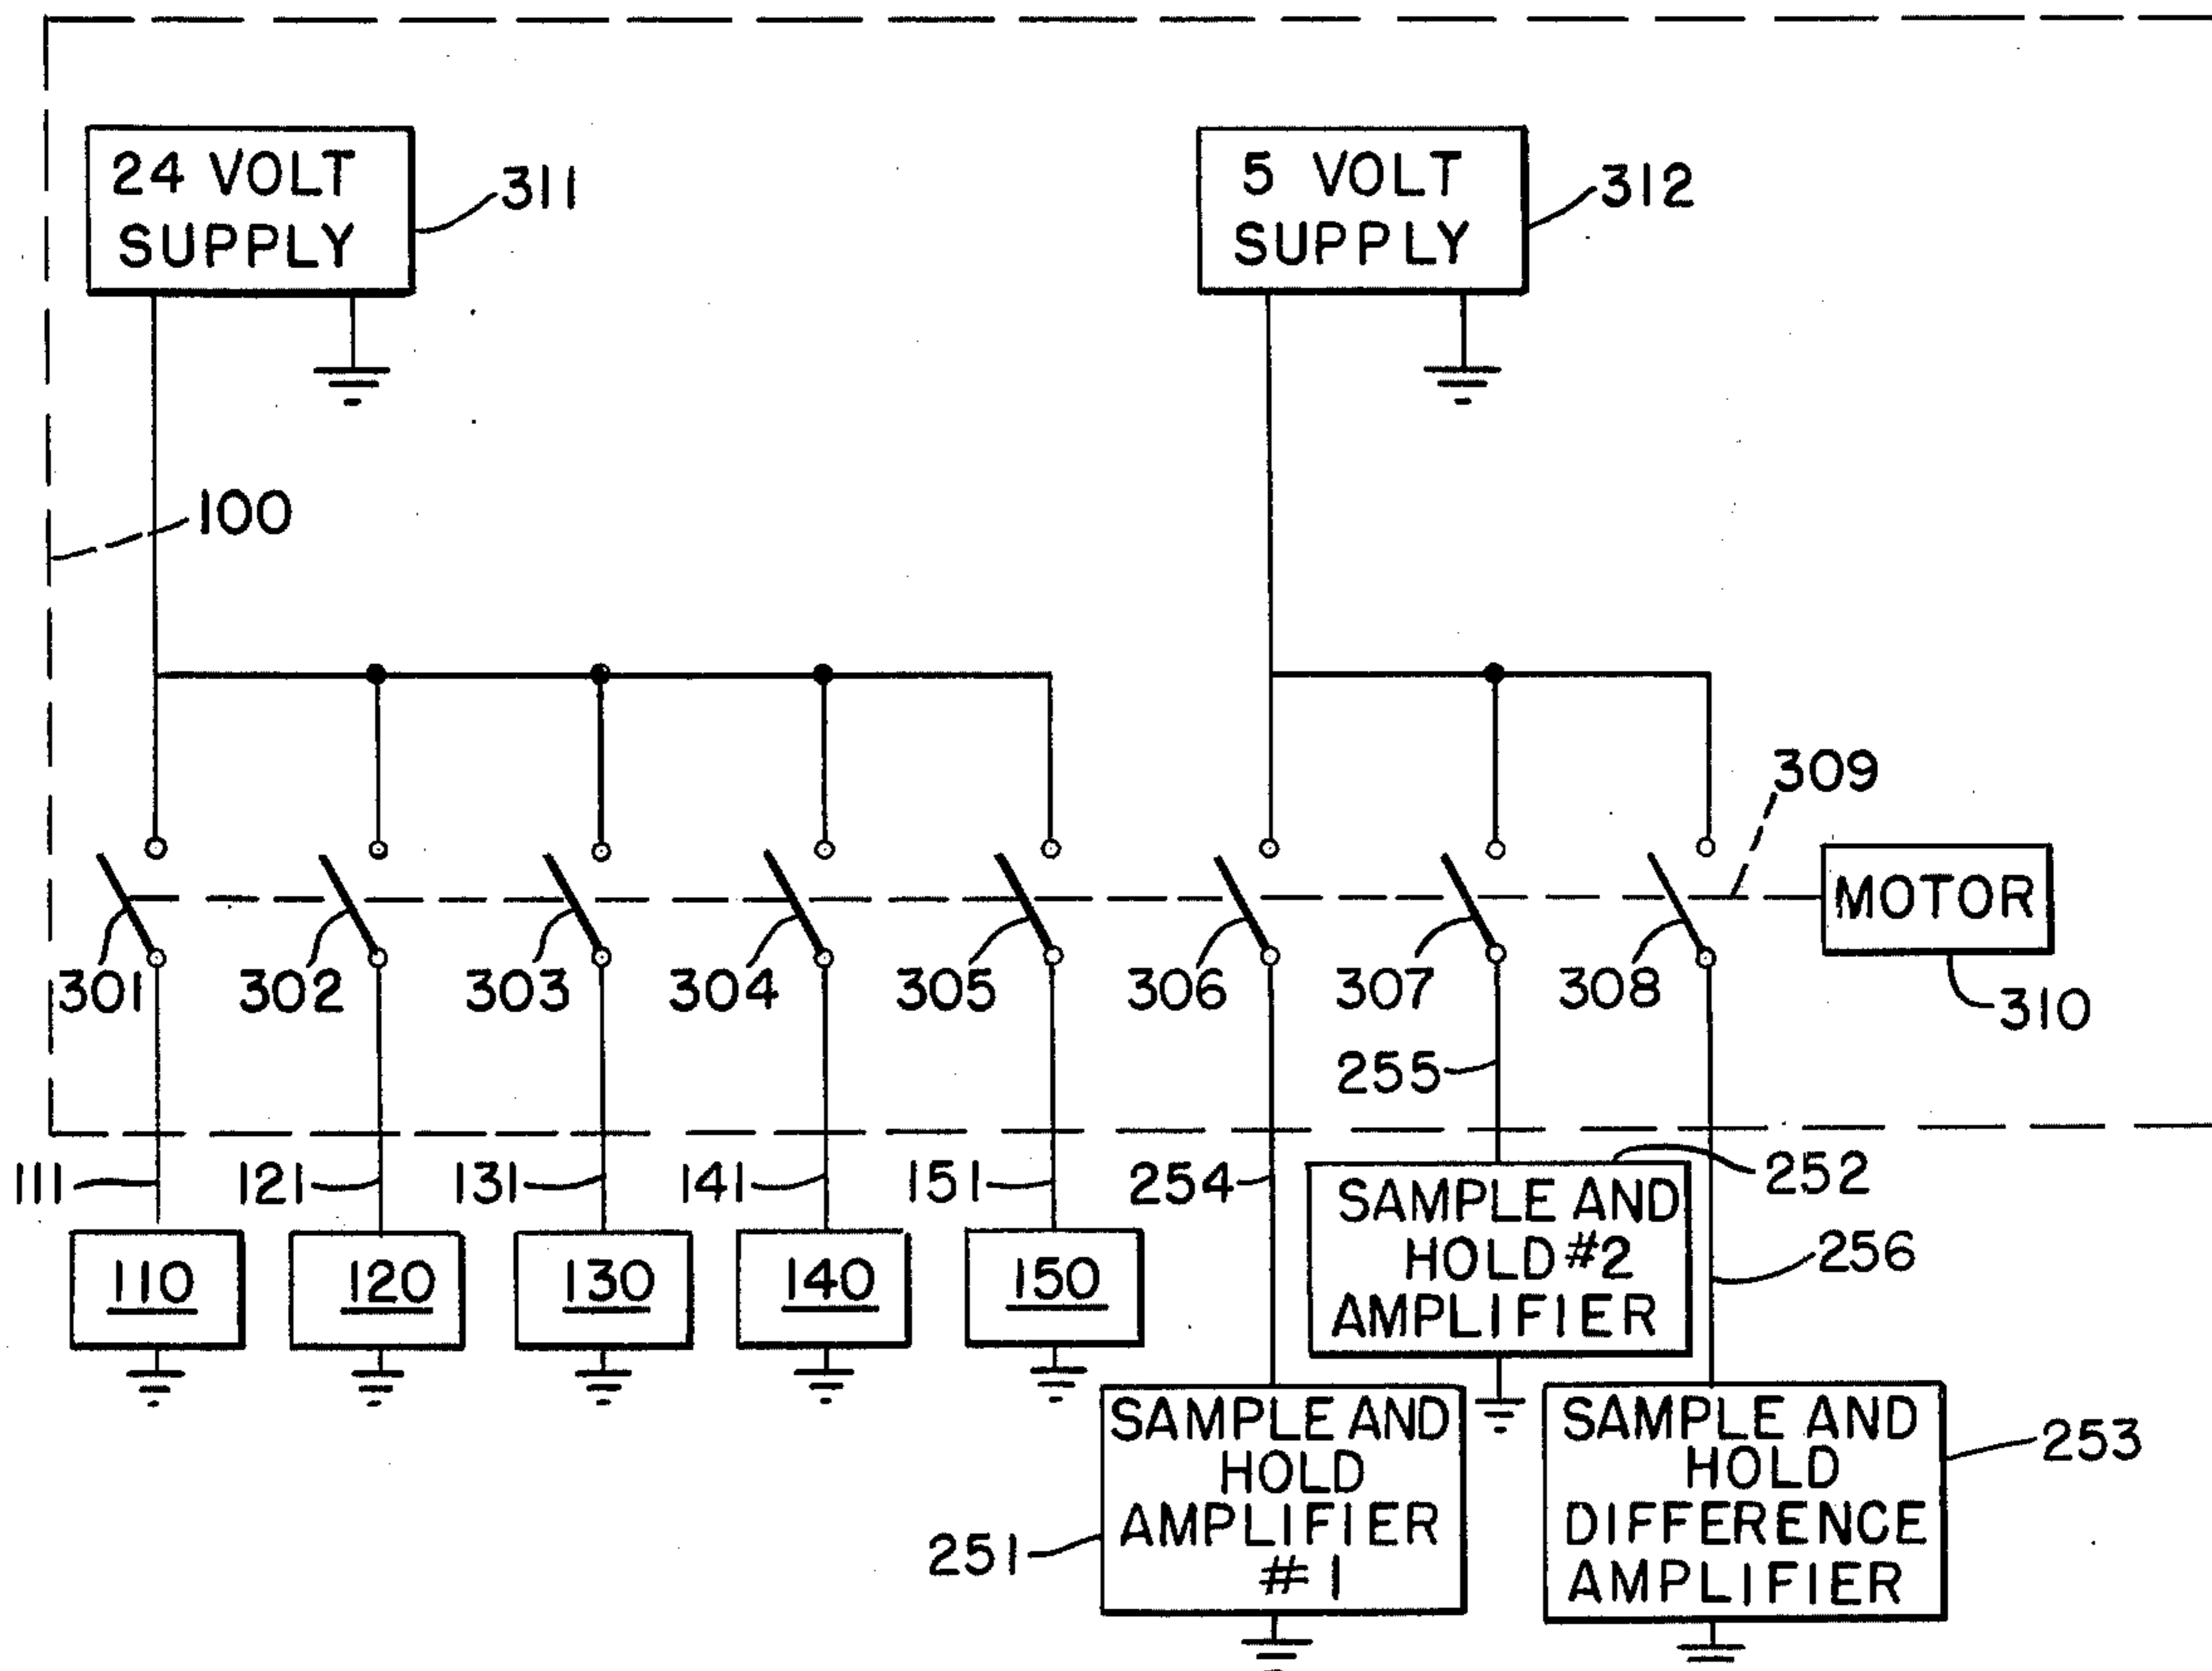 24 VOLT
SUPPLY
311
5 VOLT
SUPPLY
312
100
309
MOTOR
301
302
303
304
305
306
307
308
310
255
111
121
131
141
151
254
252
SAMPLE AND
HOLD #2
AMPLIFIER
256
110
120
130
140
150
SAMPLE AND
HOLD
AMPLIFIER
# 1
251
SAMPLE AND
HOLD
DIFFERENCE
AMPLIFIER
253